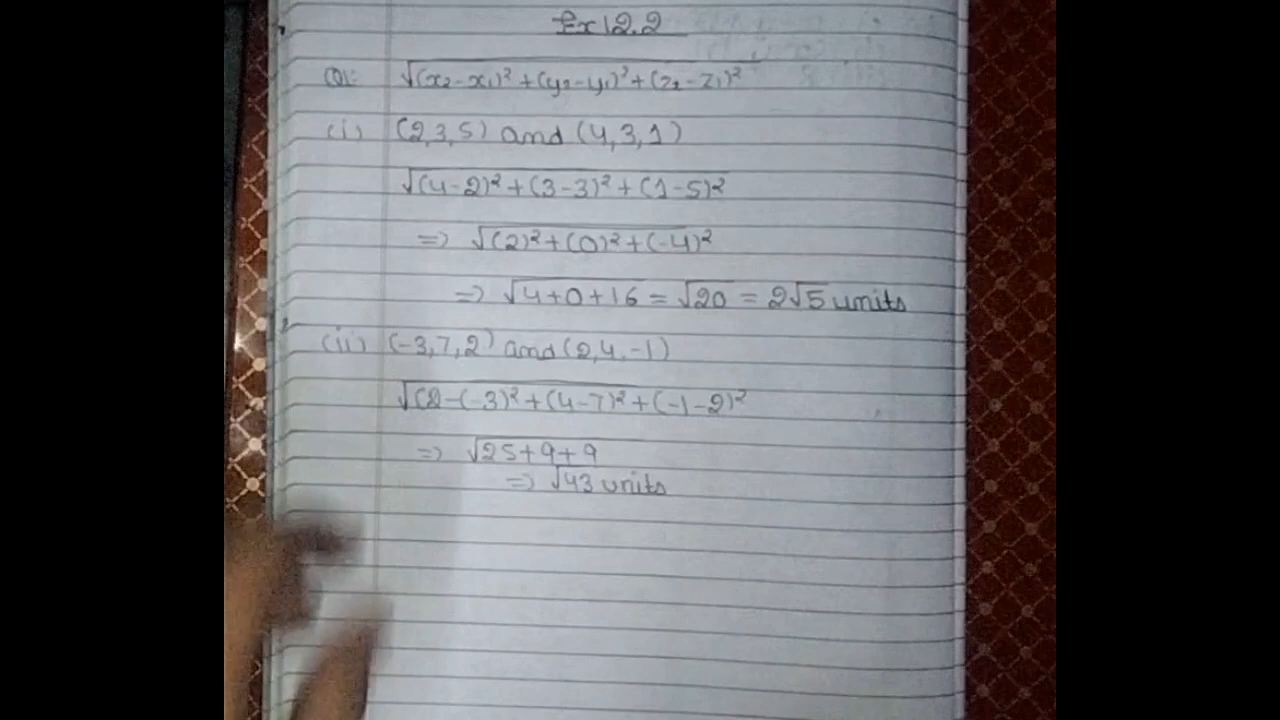 Ex 12.2
Q1. √(x₂-x₁)² + (y₂-y₁)² + (z₂-z₁)²
(i) (2,3,5) and (4,3,1)
√(4-2)² + (3-3)² + (1-5)²
=> √(2)² + (0)² + (-4)²
=> √4+0+16 = √20 = 2√5 units
(ii) (-3,7,2) and (2,4,-1)
√(2-(-3)² + (4-7)² + (-1-2)²
=> √25+9+9
=> √43 units